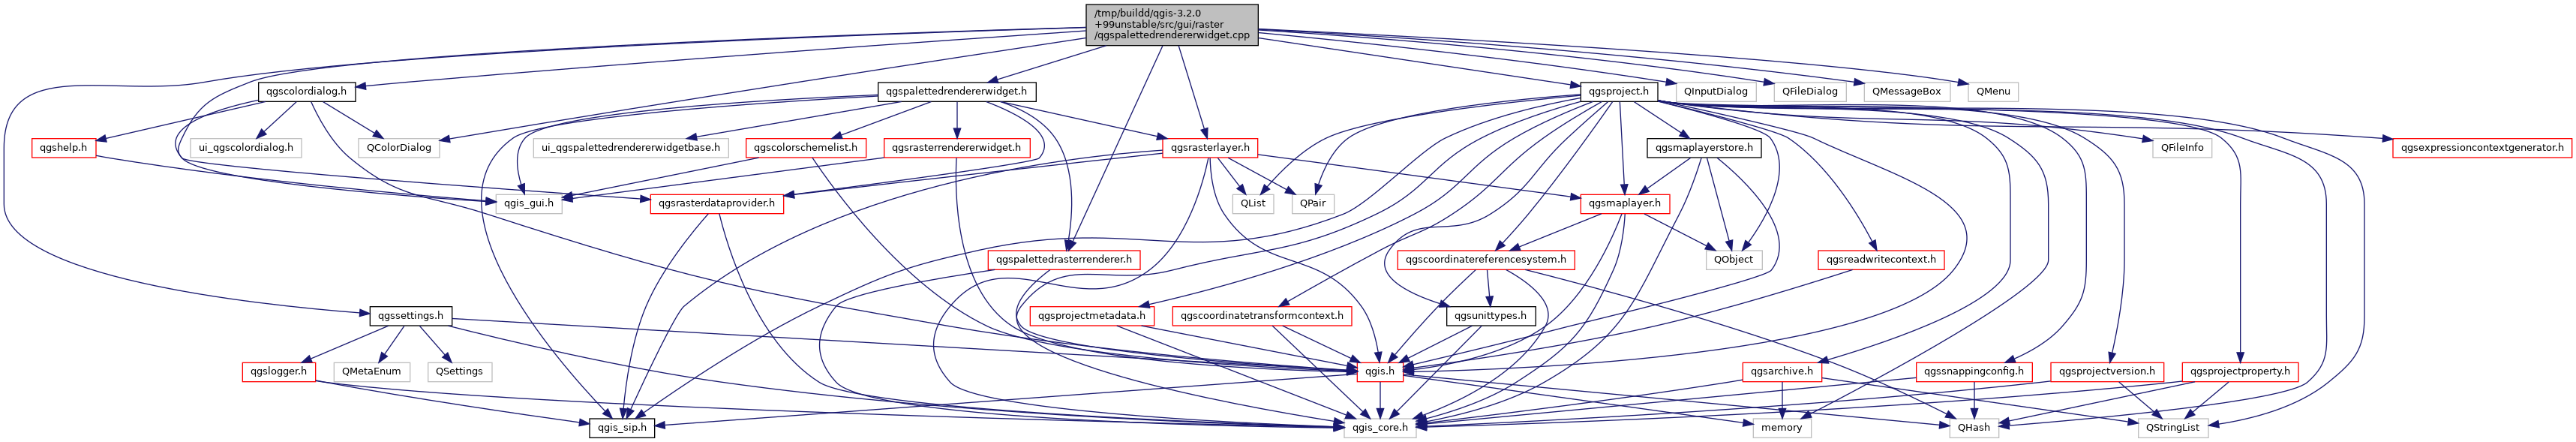 /tmp/buildd/qgis-3.2.0
+99unstable/src/gui/raster
/qgspalettedrendererwidget.cpp
qgscolordialog.h
qgspalettedrendererwidget.h
qgsproject.h
QInputDialog
QFileDialog
QMessageBox
QMenu
qgshelp.h
ui_qgscolordialog.h
QColorDialog
ui_qgspalettedrendererwidgetbase.h
qgscolorschemelist.h
qgsrasterrendererwidget.h
qgsrasterlayer.h
qgsmaplayerstore.h
QFileInfo
qgsexpressioncontextgenerator.h
qgis_gui.h
qgsrasterdataprovider.h
QList
QPair
qgsmaplayer.h
qgspalettedrasterrenderer.h
qgscoordinatereferencesystem.h
QObject
qgsreadwritecontext.h
qgssettings.h
qgsprojectmetadata.h
qgscoordinatetransformcontext.h
qgsunittypes.h
qgslogger.h
QMetaEnum
QSettings
qgis.h
qgsarchive.h
qgssnappingconfig.h
qgsprojectversion.h
qgsprojectproperty.h
qgis_sip.h
qgis_core.h
memory
QHash
QStringList